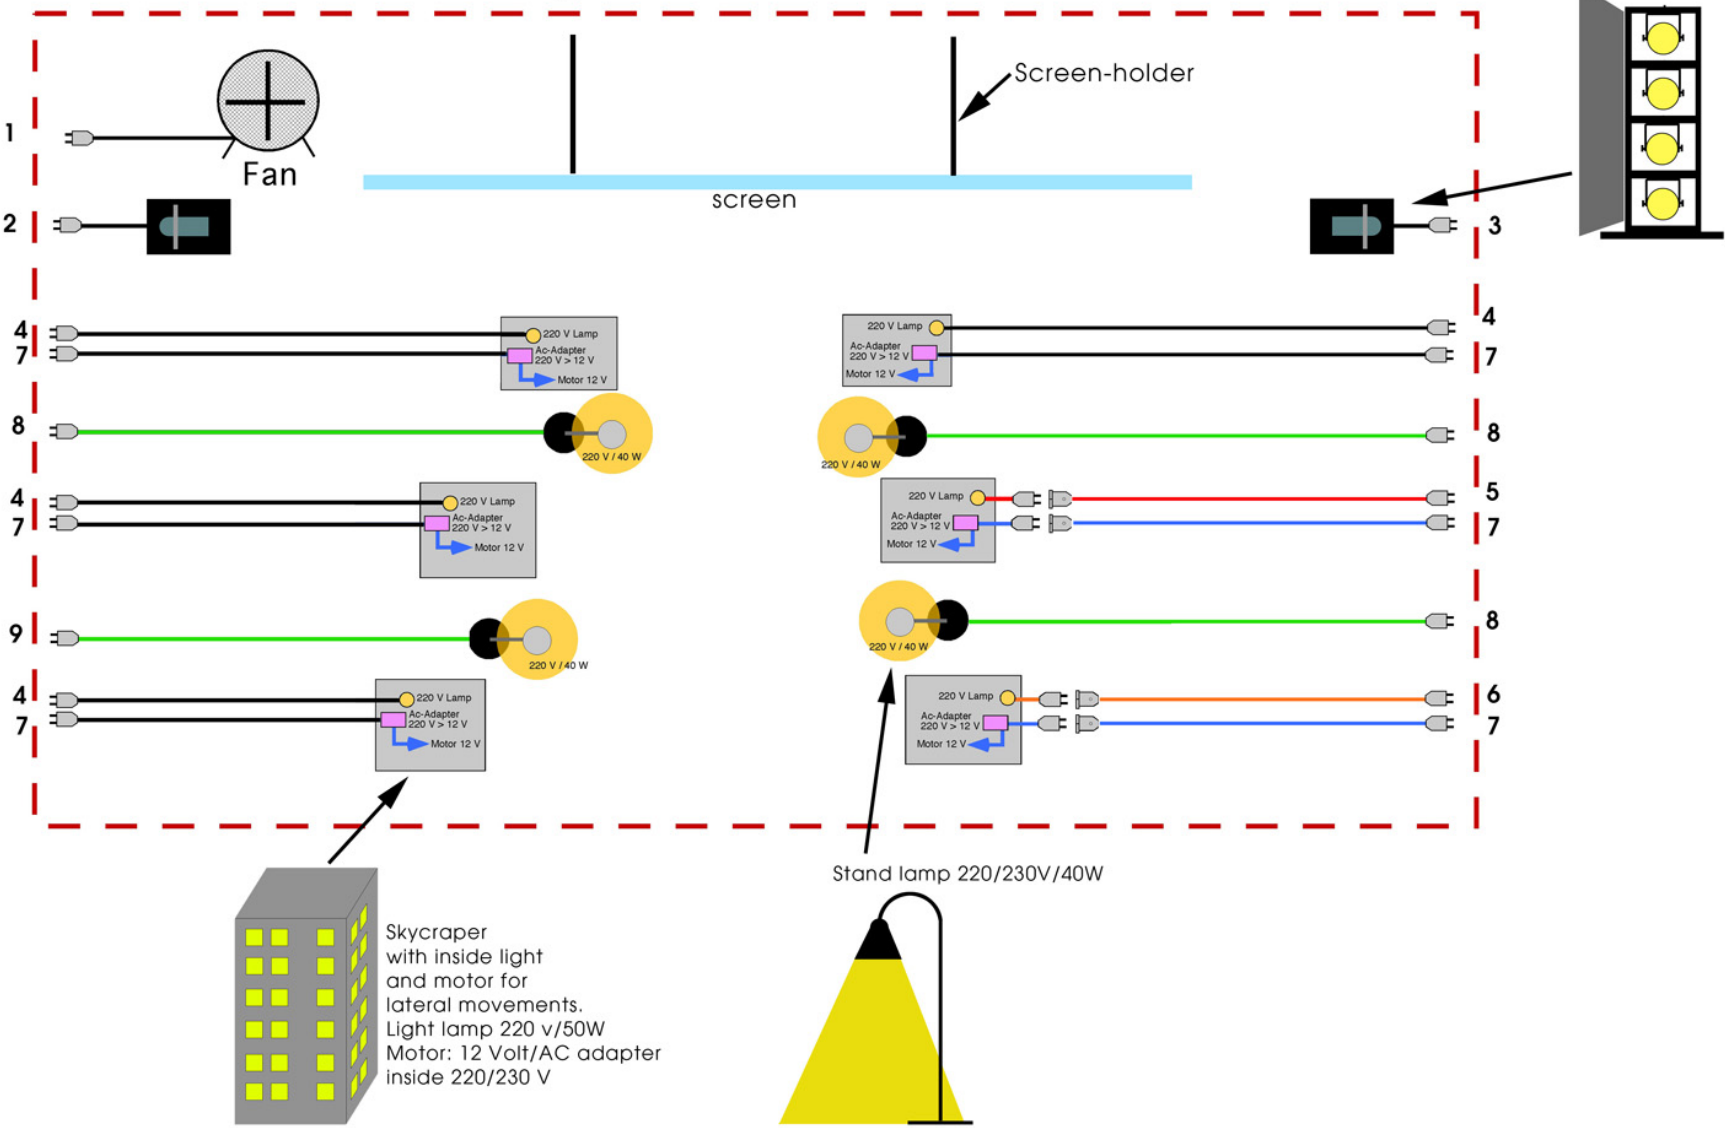 Screen-holder
1
Fan
screen
2
3
4
220 V Lamp
7
Ac-Adapter
220 V > 12 V
Motor 12 V
220 V Lamp
4
Ac-Adapter
220 V > 12 V
7
Motor 12 V
8
220 V / 40 W
8
220 V / 40 W
4
220 V Lamp
7
Ac-Adapter
220 V > 12 V
Motor 12 V
220 V Lamp
5
Ac-Adapter
220 V > 12 V
7
Motor 12 V
9
220 V / 40 W
8
220 V / 40 W
4
220 V Lamp
7
Ac-Adapter
220 V > 12 V
Motor 12 V
220 V Lamp
6
Ac-Adapter
220 V > 12 V
7
Motor 12 V
Stand lamp 220/230V/40W
Skycraper
with inside light
and motor for
lateral movements.
Light lamp 220 v/50W
Motor: 12 Volt/AC adapter
inside 220/230 V